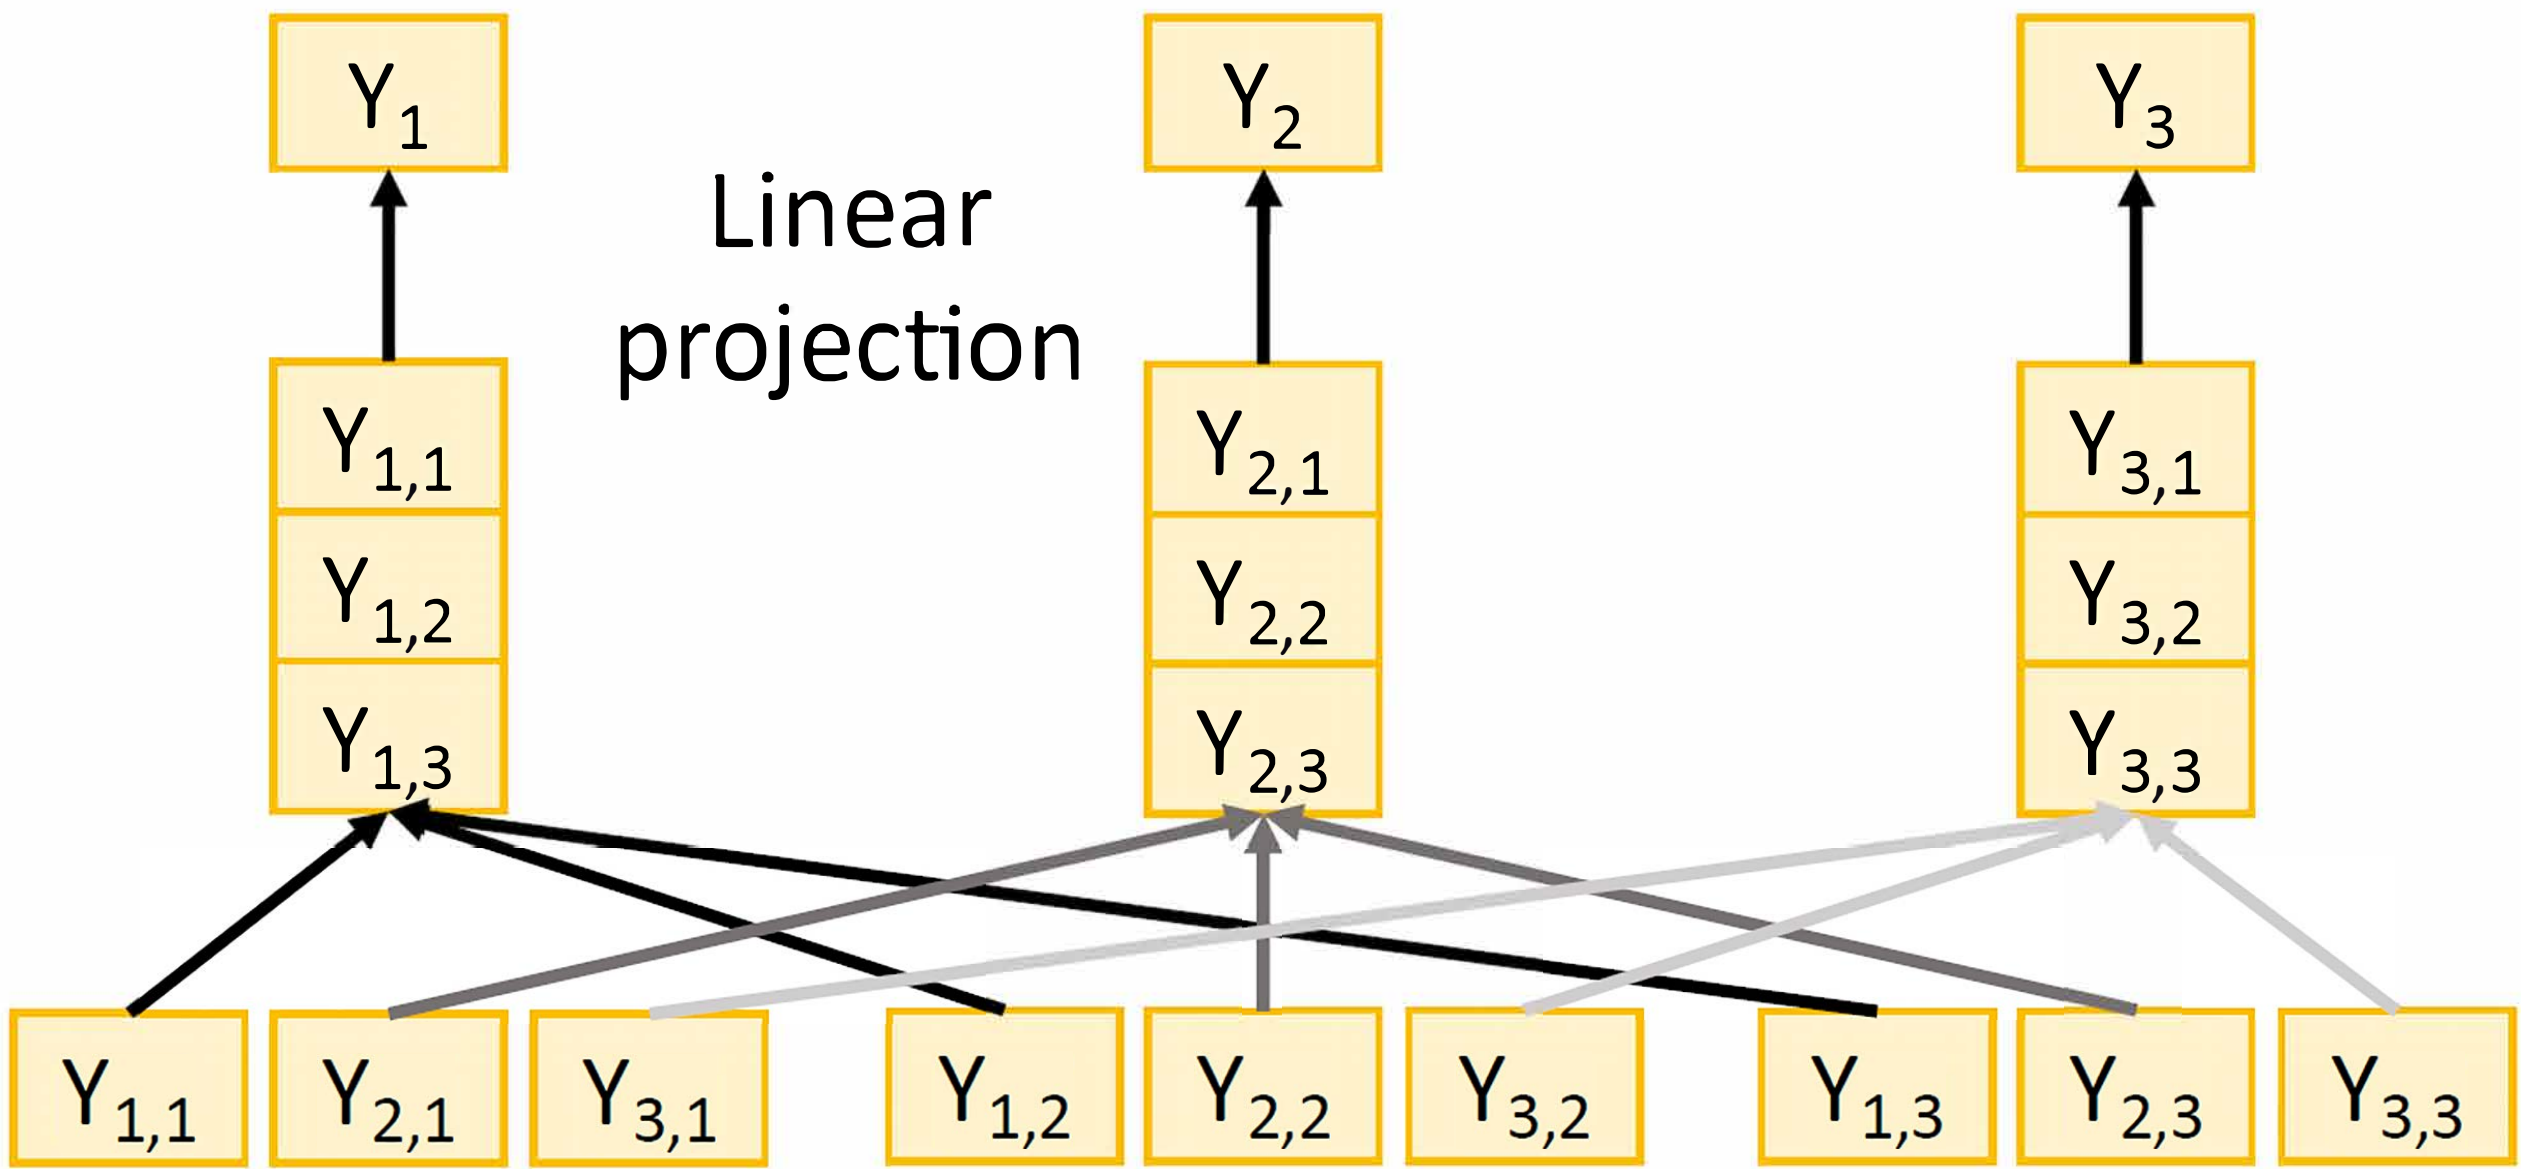 Y1 Y2 Y3
Linear
projection
Y1,1 Y2,1 Y3,1
Y1,2 Y2,2 Y3,2
Y1,3 Y2,3 Y3,3
Y1,1 Y2,1 Y3,1 Y1,2 Y2,2 Y3,2 Y1,3 Y2,3 Y3,3